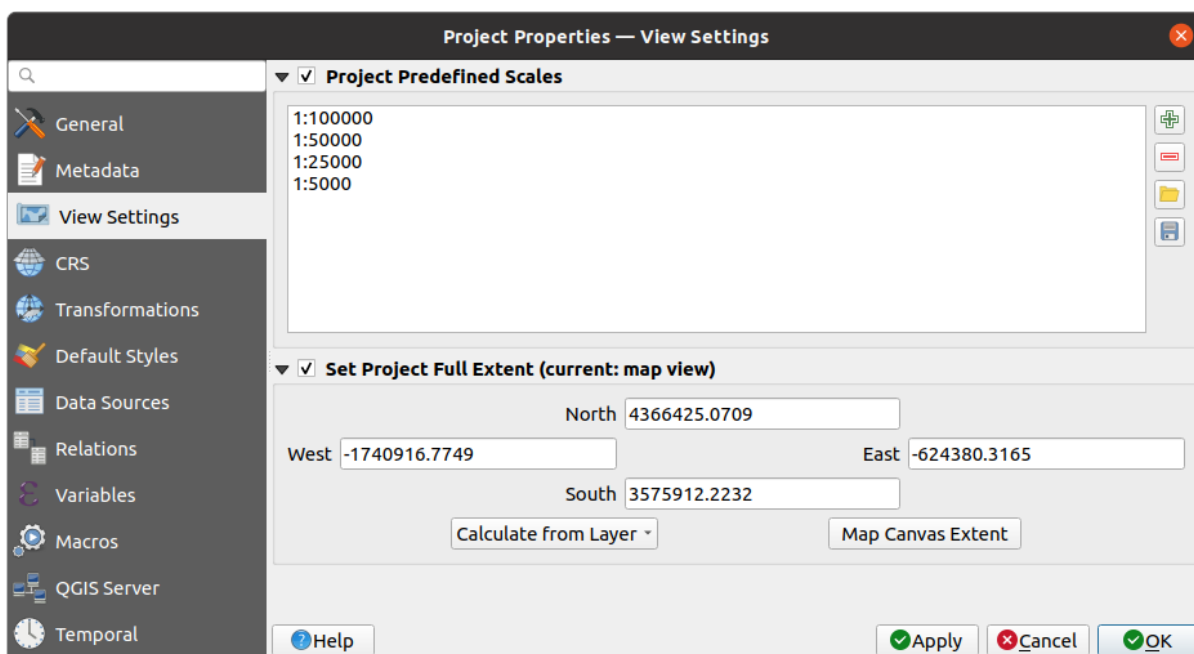 Project Properties — View Settings
General
Metadata
View Settings
CRS
Transformations
Default Styles
Data Sources
Relations
Variables
Macros
QGIS Server
Temporal
Project Predefined Scales
1:100000
1:50000
1:25000
1:5000
Set Project Full Extent (current: map view)
North 4366425.0709
West -1740916.7749 East -624380.3165
South 3575912.2232
Calculate from Layer Map Canvas Extent
Help Apply Cancel OK